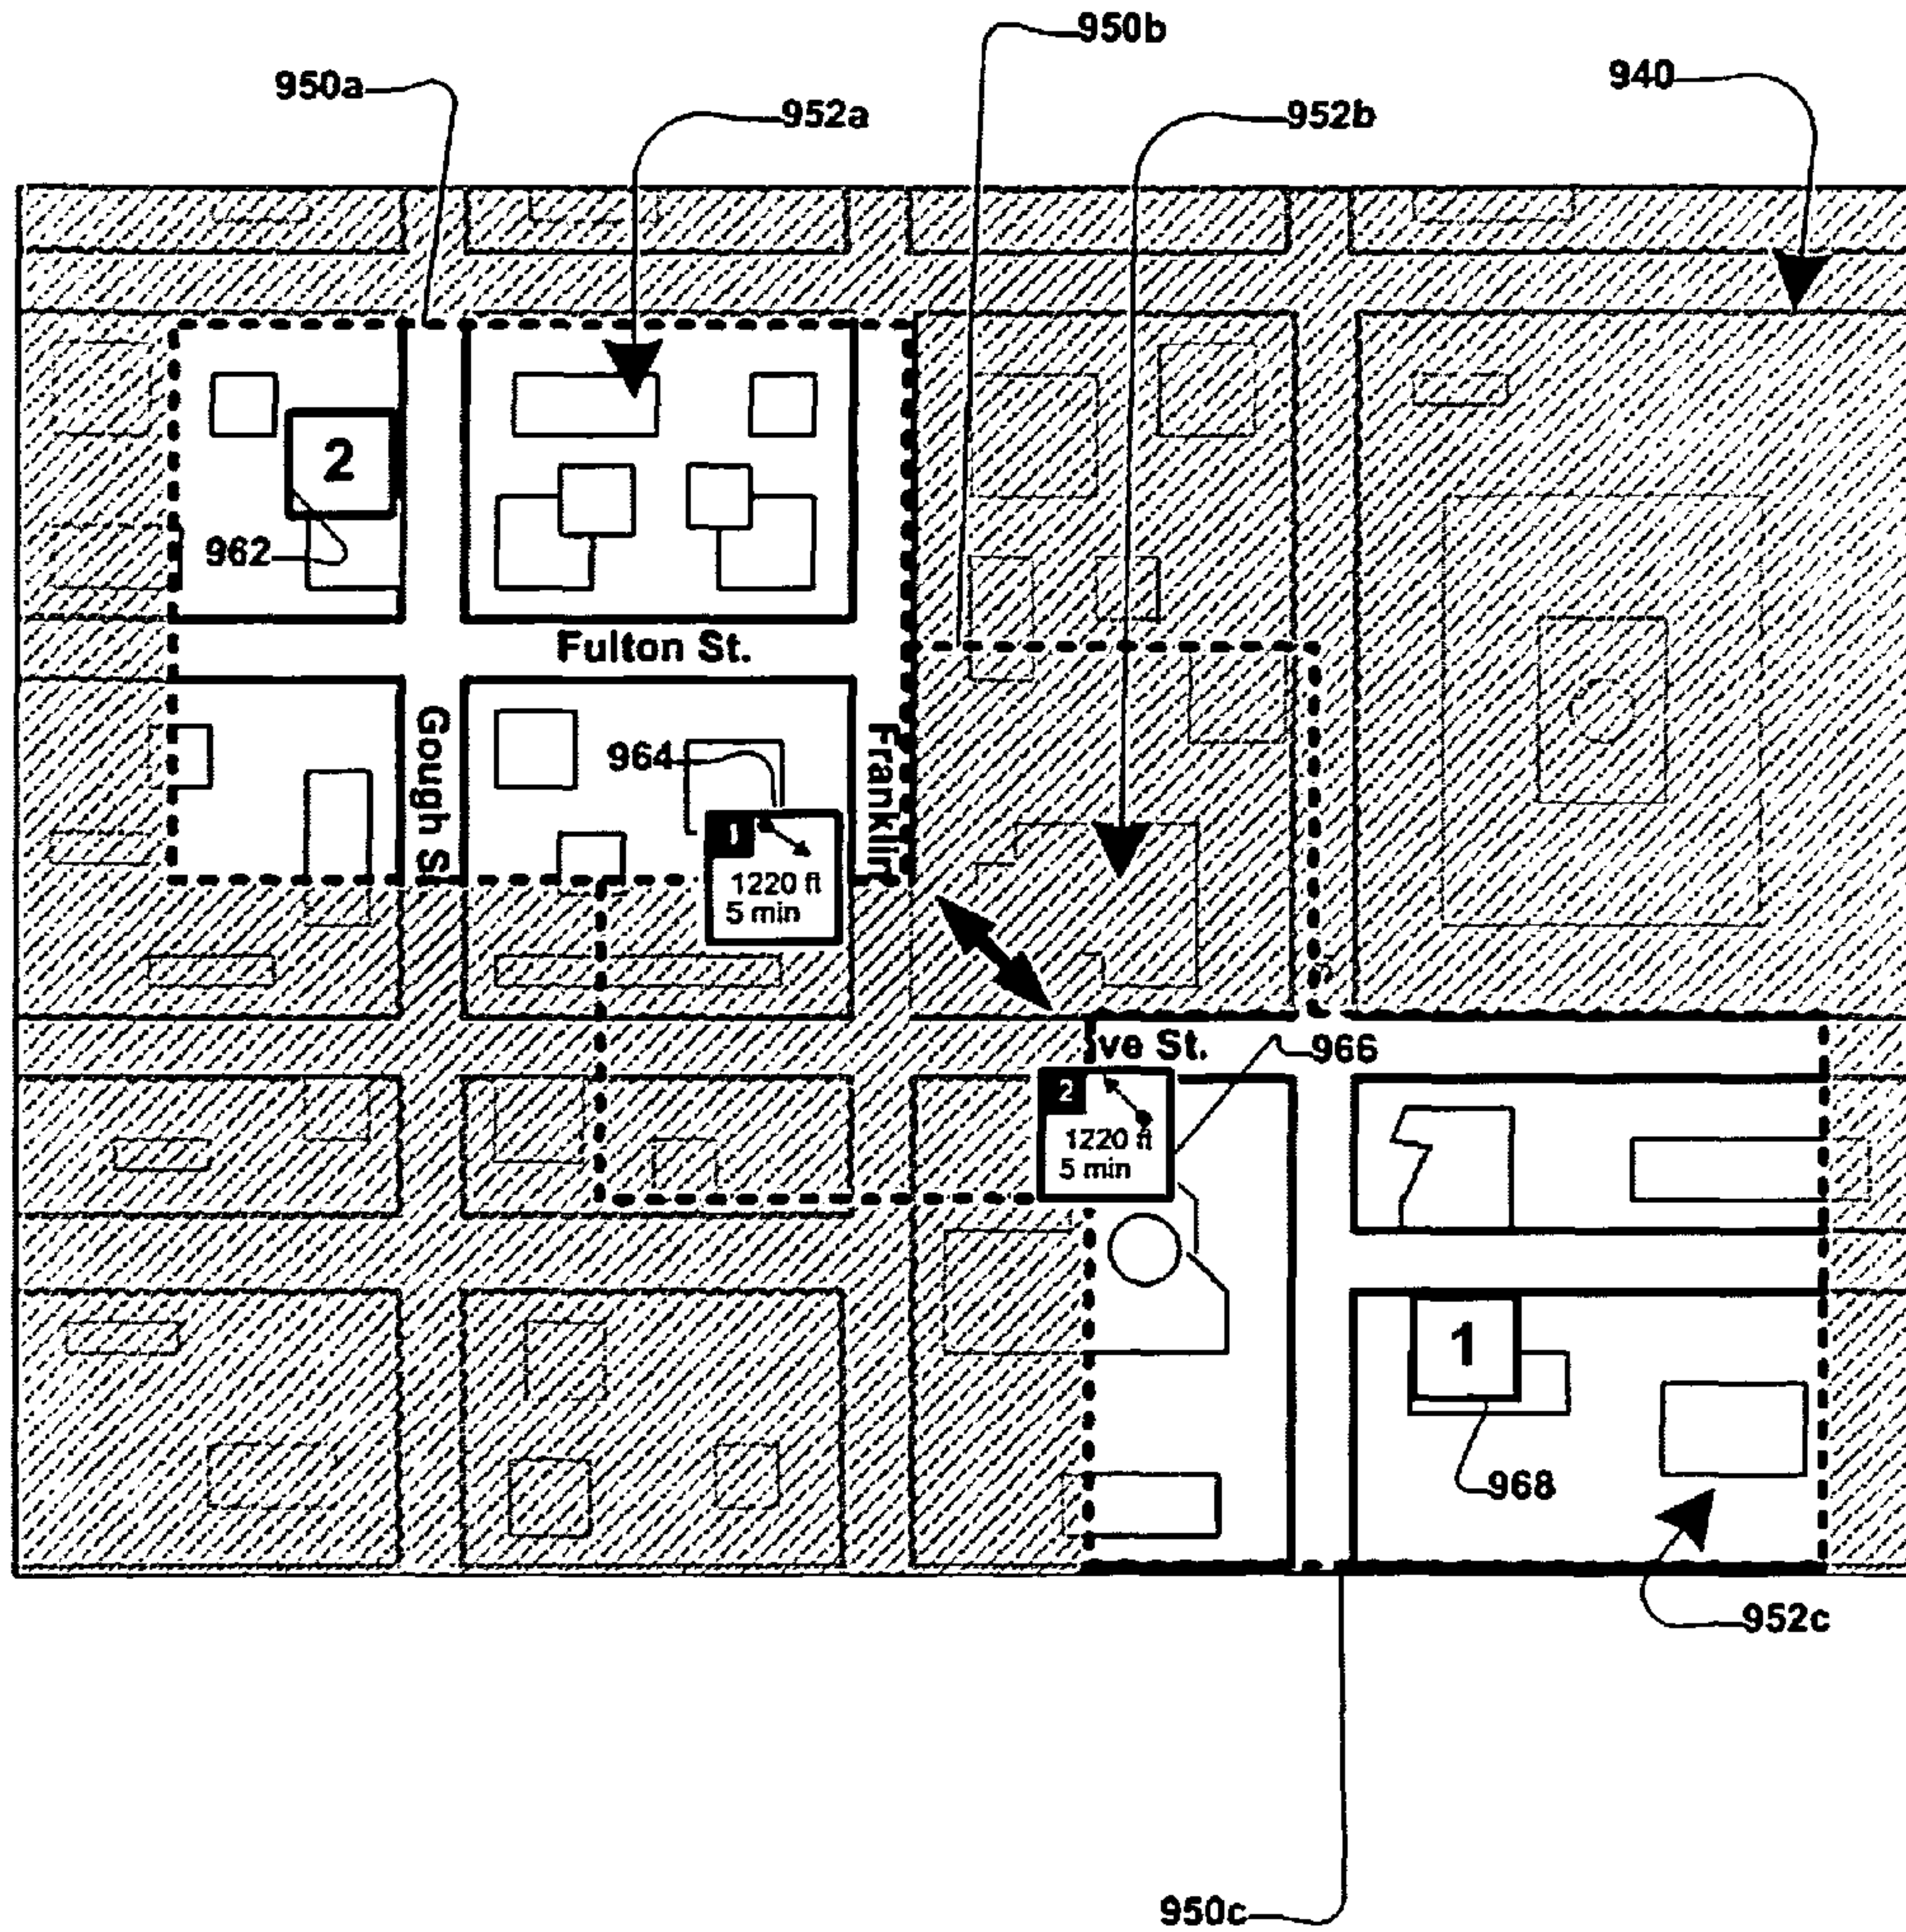 950b
940
950a
952a
952b
2
962
Fulton St.
Gough S
Franklin
964
1
1220 ft
5 min
ve St.
966
2
1220 ft
5 min
1
968
952c
950c